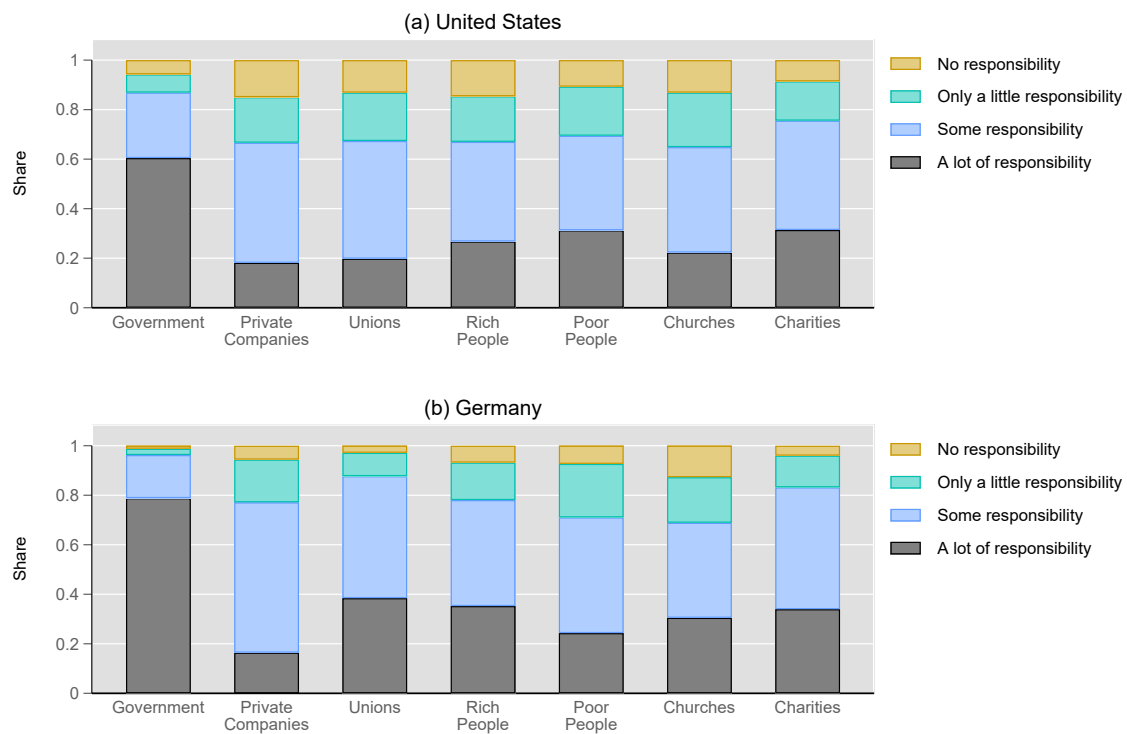 (a) United States
1
0.8
0.6
0.4
0.2
0
Share
Government
Private
Companies
Unions
Rich
People
Poor
People
Churches
Charities
No responsibility
Only a little responsibility
Some responsibility
A lot of responsibility
(b) Germany
1
0.8
0.6
0.4
0.2
0
Share
Government
Private
Companies
Unions
Rich
People
Poor
People
Churches
Charities
No responsibility
Only a little responsibility
Some responsibility
A lot of responsibility